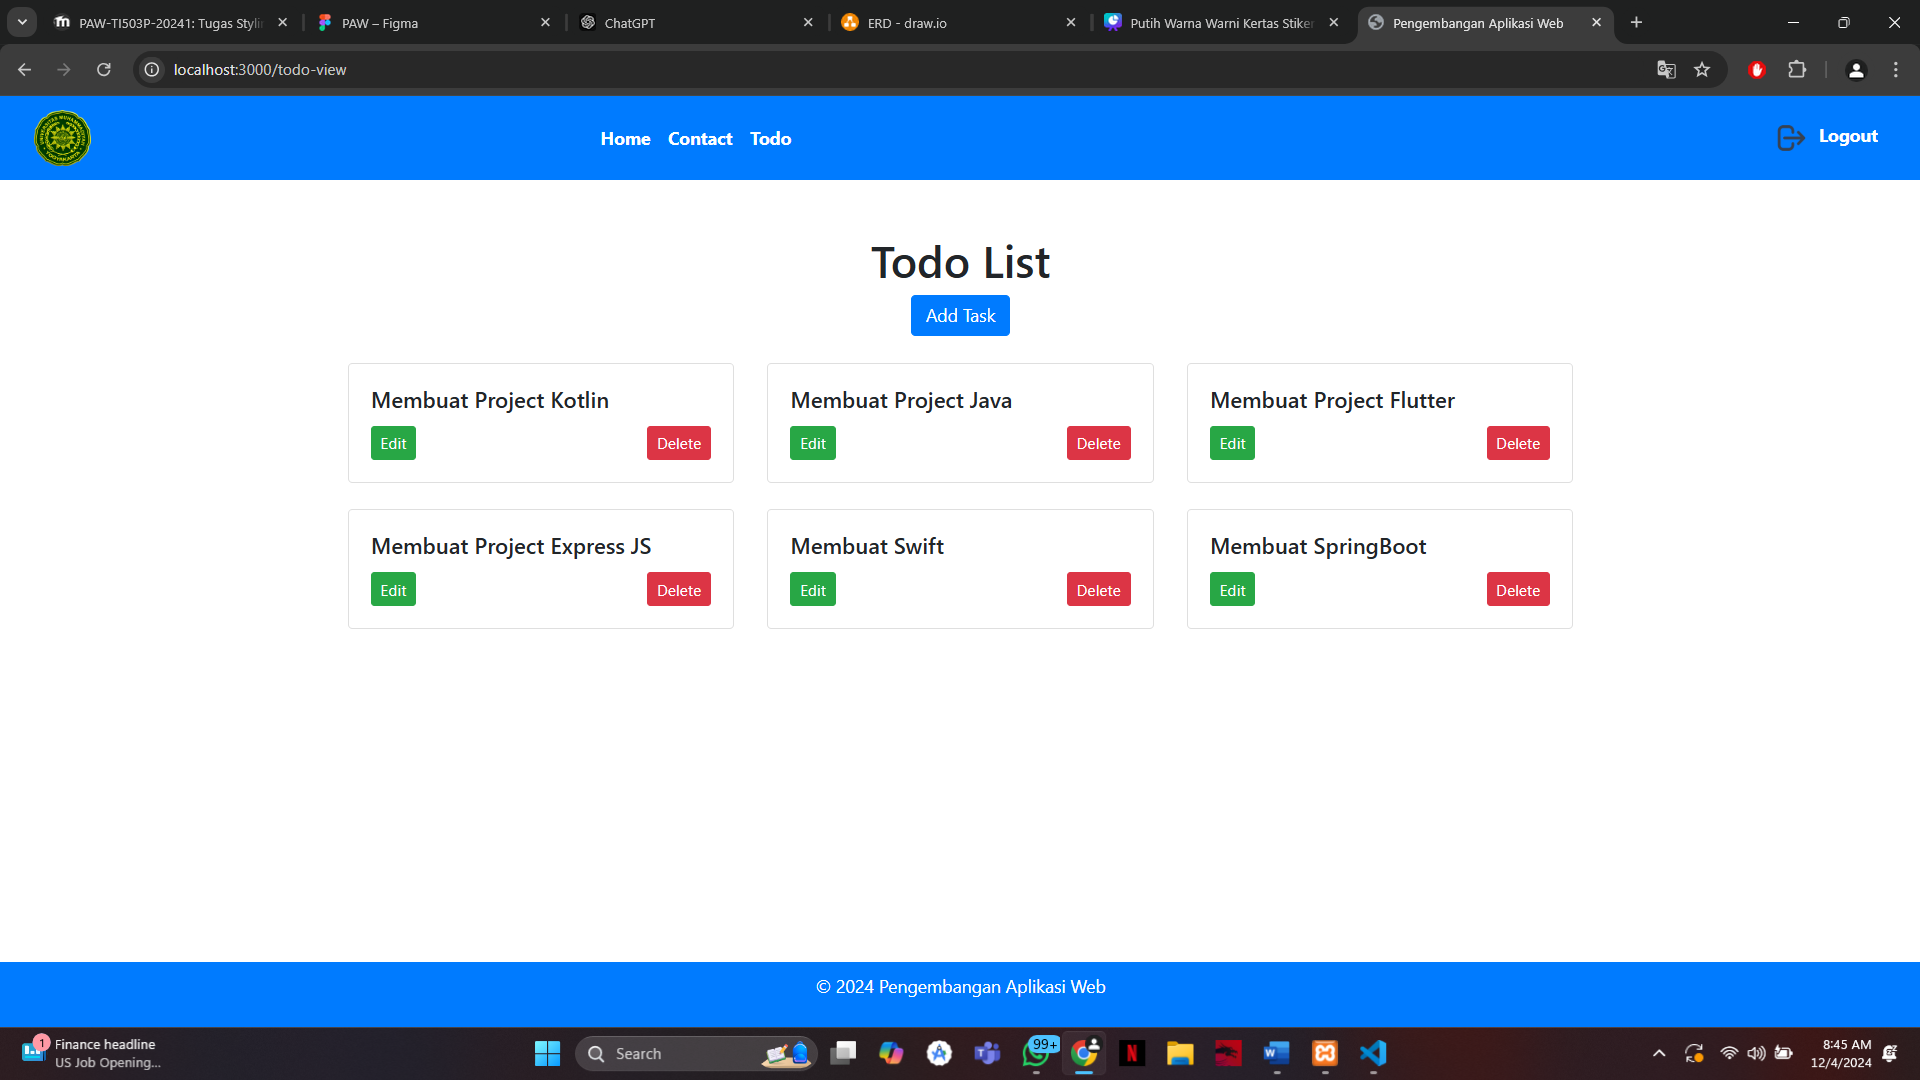 PAW-TI503P-20241: Tugas Stylin
PAW – Figma
ChatGPT
ERD - draw.io
Putih Warna Warni Kertas Stiker
Pengembangan Aplikasi Web
localhost:3000/todo-view
Home Contact Todo
Logout
Todo List
Add Task
Membuat Project Kotlin
Edit Delete
Membuat Project Java
Edit Delete
Membuat Project Flutter
Edit Delete
Membuat Project Express JS
Edit Delete
Membuat Swift
Edit Delete
Membuat SpringBoot
Edit Delete
© 2024 Pengembangan Aplikasi Web
1
Finance headline
US Job Opening...
Search
99+
8:45 AM
12/4/2024